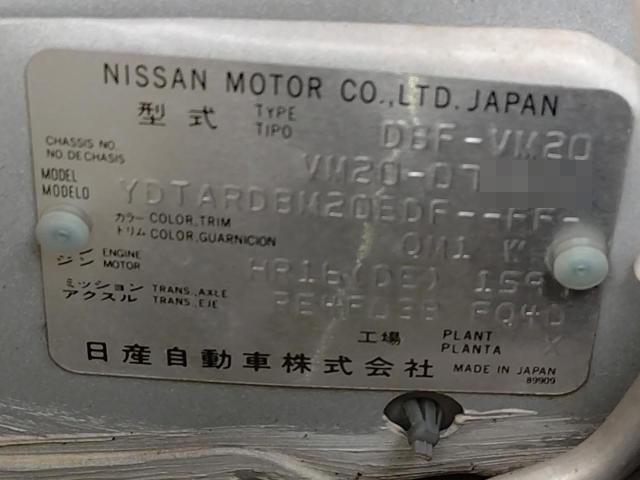 NISSAN MOTOR CO.,LTD. JAPAN
型式 TYPE TIPO DBF-VM20
CHASSIS NO. NO. DE CHASIS VM20-07
MODEL MODELO YDTARDBM20EDF--FF-
カラー COLOR,TRIM
トリム COLOR,GUARNICION QM1 K
ジン ENGINE MOTOR HR16(DE) 159
ミッション TRANS.,AXLE
アクスル TRANS.,EJE RE4F03B FQ40
工場 PLANT PLANTA X
日産自動車株式会社 MADE IN JAPAN
89909